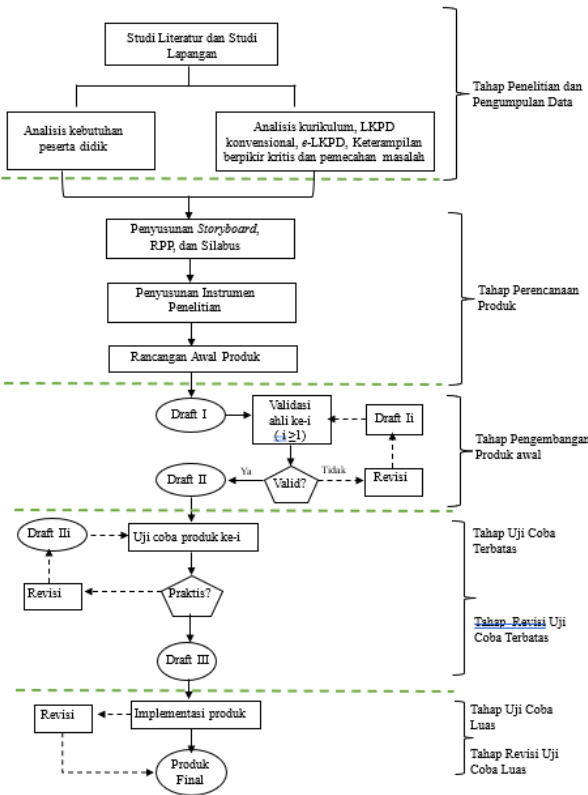 Studi Literatur dan Studi
Lapangan
Tahap Penelitian dan
Pengumpulan Data
Analisis kebutuhan
peserta didik
Analisis kurikulum, LKPD
konvensional, e-LKPD, Keterampilan
berpikir kritis dan pemecahan masalah
Penyusunan Storyboard,
RPP, dan Silabus
Penyusunan Instrumen
Penelitian
Rancangan Awal Produk
Tahap Perencanaan
Produk
Draft I
Validasi
ahli ke-i
( i ≥1)
Draft Ii
Tahap Pengembangan
Produk awal
Draft II
Ya
Valid?
Tidak
Revisi
Draft IIi
Uji coba produk ke-i
Tahap Uji Coba
Terbatas
Revisi
Praktis?
Tahap Revisi Uji
Coba Terbatas
Draft III
Revisi
Implementasi produk
Tahap Uji Coba
Luas
Produk
Final
Tahap Revisi Uji
Coba Luas